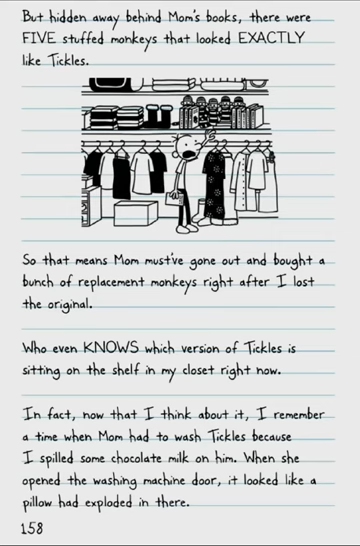 But hidden away behind Mom's books, there were
FIVE stuffed monkeys that looked EXACTLY
like Tickles.
So that means Mom must've gone out and bought a
bunch of replacement monkeys right after I lost
the original.
Who even KNOWS which version of Tickles is
sitting on the shelf in my closet right now.
In fact, now that I think about it, I remember
a time when Mom had to wash Tickles because
I spilled some chocolate milk on him. When she
opened the washing machine door, it looked like a
pillow had exploded in there.
158